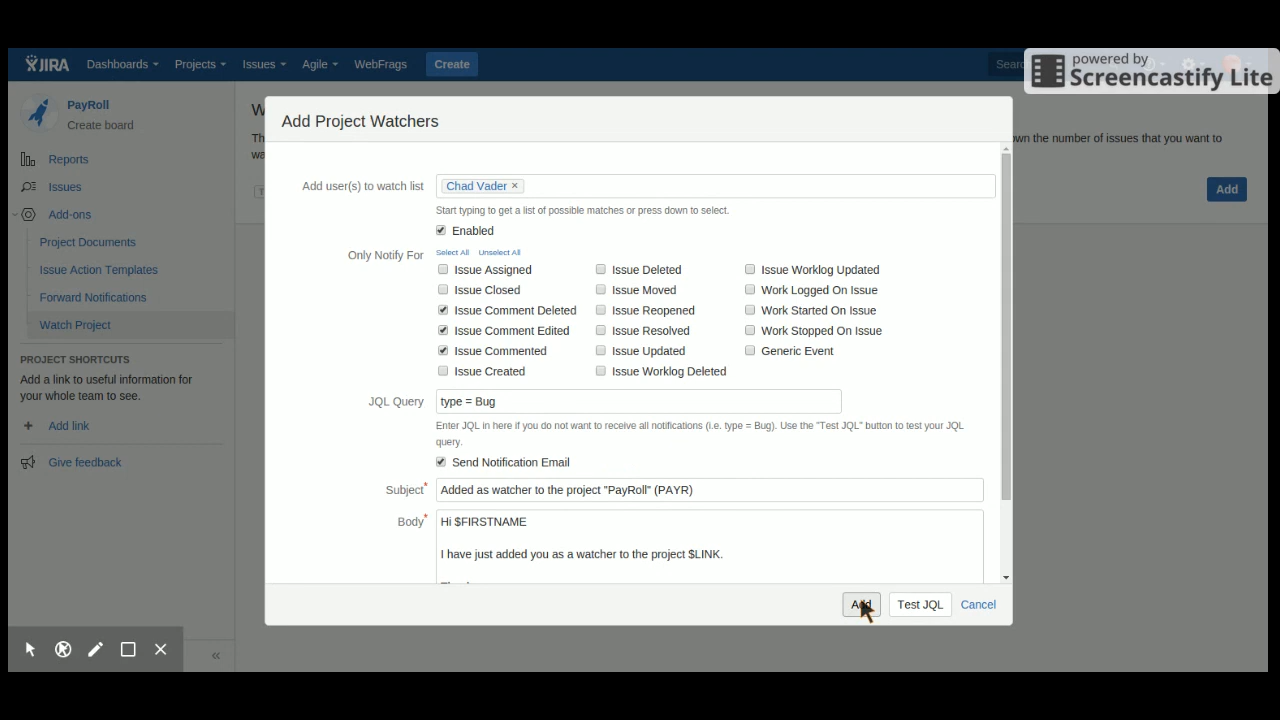 powered by
Screencastify Lite
JIRA Dashboards Projects Issues Agile WebFrags Create
PayRoll
Create board
Reports
Issues
Add-ons
Project Documents
Issue Action Templates
Forward Notifications
Watch Project
PROJECT SHORTCUTS
Add a link to useful information for
your whole team to see.
+ Add link
Give feedback
«
own the number of issues that you want to
Add
Add Project Watchers
Add user(s) to watch list Chad Vader ×
Start typing to get a list of possible matches or press down to select.
Enabled
Only Notify For Select All Unselect All
Issue Assigned Issue Deleted Issue Worklog Updated
Issue Closed Issue Moved Work Logged On Issue
Issue Comment Deleted Issue Reopened Work Started On Issue
Issue Comment Edited Issue Resolved Work Stopped On Issue
Issue Commented Issue Updated Generic Event
Issue Created Issue Worklog Deleted
JQL Query type = Bug
Enter JQL in here if you do not want to receive all notifications (i.e. type = Bug). Use the "Test JQL" button to test your JQL
query.
Send Notification Email
Subject* Added as watcher to the project "PayRoll" (PAYR)
Body* Hi $FIRSTNAME
I have just added you as a watcher to the project $LINK.
Add Test JQL Cancel